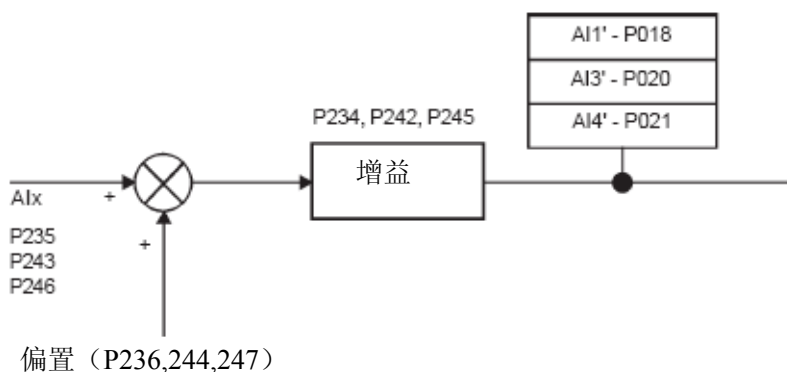 AI1' - P018
AI3' - P020
AI4' - P021
P234, P242, P245
增益
AIx
+
P235
P243
P246
+
偏置（P236,244,247）